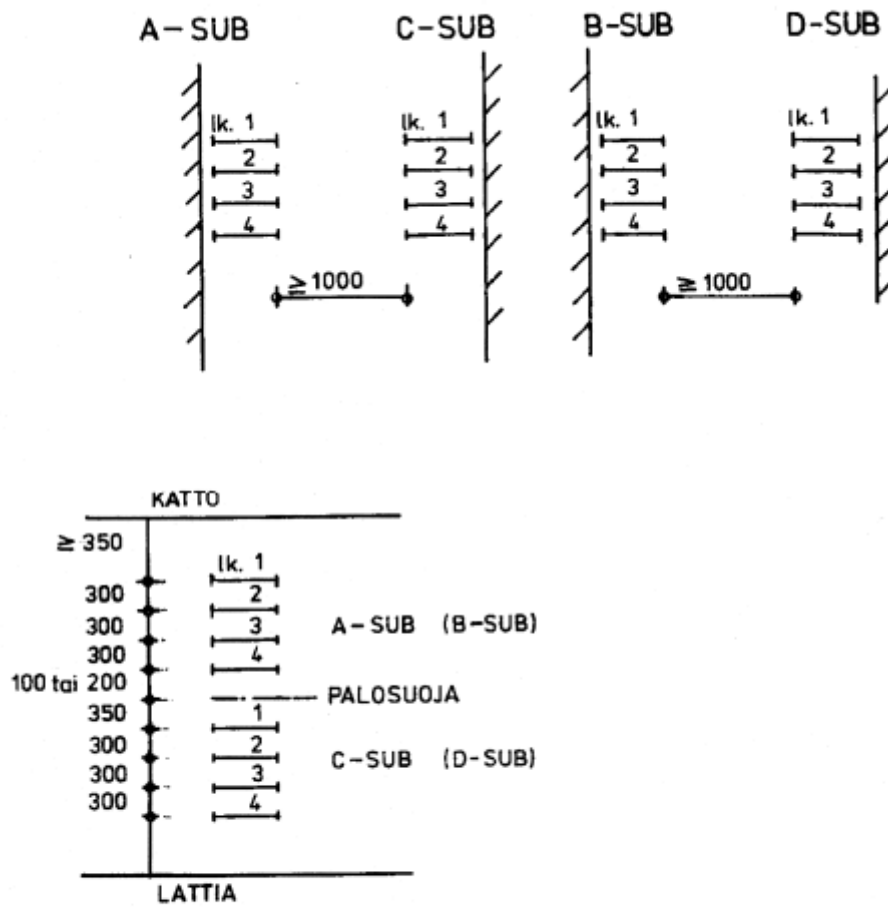 A-SUB C-SUB B-SUB D-SUB
lk. 1 lk. 1 lk. 1 lk. 1
2 2 2 2
3 3 3 3
4 4 4 4
≥ 1000 ≥ 1000
KATTO
≥ 350
lk. 1
300 2
300 3 A-SUB (B-SUB)
300 4
100 tai 200 PALOSUOJA
350 1
300 2 C-SUB (D-SUB)
300 3
300 4
LATTIA